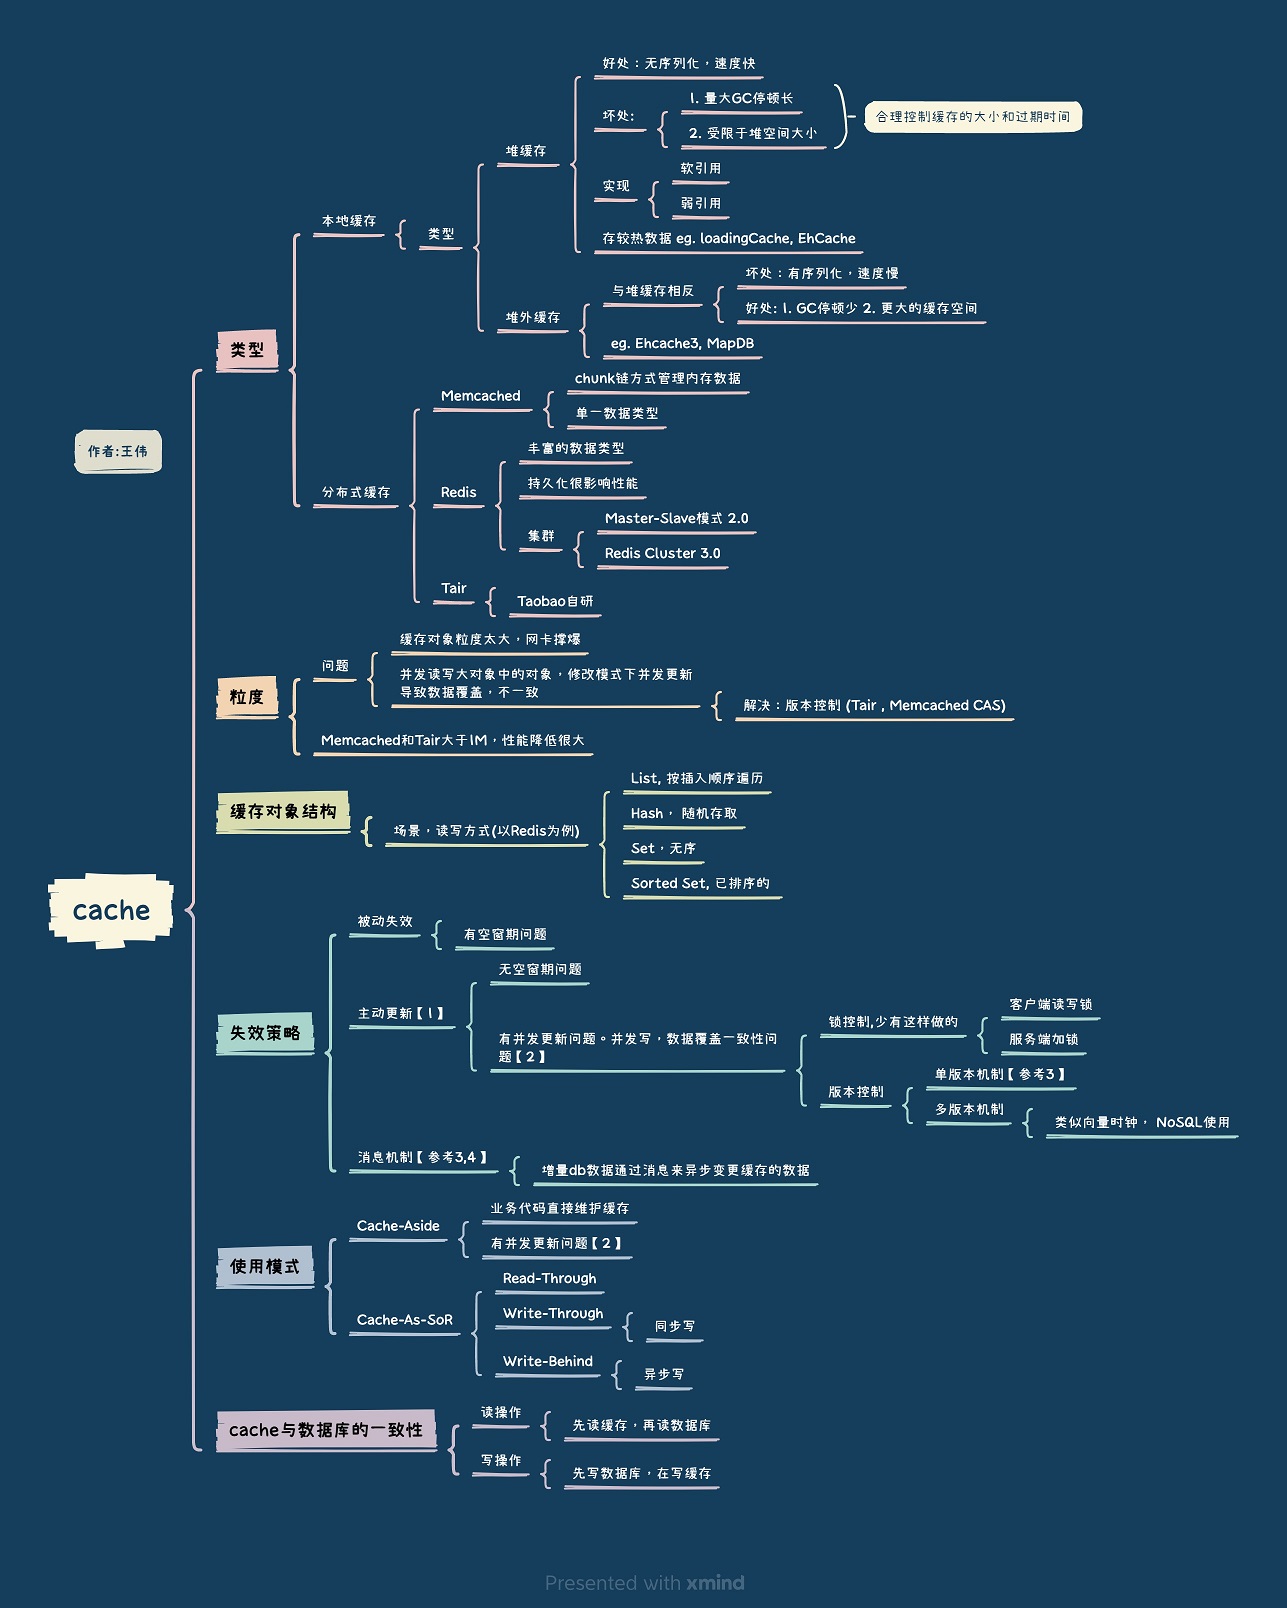 好处：无序列化，速度快
坏处:
1. 量大GC停顿长
2. 受限于堆空间大小
合理控制缓存的大小和过期时间
堆缓存
实现
软引用
弱引用
存较热数据 eg. loadingCache, EhCache
本地缓存
类型
堆外缓存
与堆缓存相反
坏处：有序列化，速度慢
好处: 1. GC停顿少 2. 更大的缓存空间
eg. Ehcache3, MapDB
类型
作者:王伟
分布式缓存
Memcached
chunk链方式管理内存数据
单一数据类型
Redis
丰富的数据类型
持久化很影响性能
集群
Master-Slave模式 2.0
Redis Cluster 3.0
Tair
Taobao自研
粒度
问题
缓存对象粒度太大，网卡撑爆
并发读写大对象中的对象，修改模式下并发更新
导致数据覆盖，不一致
解决：版本控制 (Tair , Memcached CAS)
Memcached和Tair大于1M，性能降低很大
缓存对象结构
场景，读写方式(以Redis为例)
List, 按插入顺序遍历
Hash， 随机存取
Set，无序
Sorted Set, 已排序的
cache
失效策略
被动失效
有空窗期问题
主动更新【1】
无空窗期问题
有并发更新问题。并发写，数据覆盖一致性问
题【2】
锁控制,少有这样做的
客户端读写锁
服务端加锁
版本控制
单版本机制【参考3】
多版本机制
类似向量时钟， NoSQL使用
消息机制【参考3,4】
增量db数据通过消息来异步变更缓存的数据
使用模式
Cache-Aside
业务代码直接维护缓存
有并发更新问题【2】
Cache-As-SoR
Read-Through
Write-Through
同步写
Write-Behind
异步写
cache与数据库的一致性
读操作
先读缓存，再读数据库
写操作
先写数据库，在写缓存
Presented with xmind